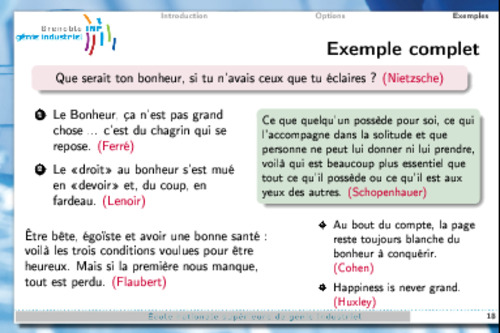 Introduction Options Exemples
Grenoble INP
génie industriel
Exemple complet
Que serait ton bonheur, si tu n'avais ceux que tu éclaires ? (Nietzsche)
1 Le Bonheur, ça n'est pas grand
chose ... c'est du chagrin qui se
repose. (Ferré)
2 Le «droit» au bonheur s'est mué
en «devoir» et, du coup, en
fardeau. (Lenoir)
Être bête, égoïste et avoir une bonne santé :
voilà les trois conditions voulues pour être
heureux. Mais si la première nous manque,
tout est perdu. (Flaubert)
Ce que quelqu'un possède pour soi, ce qui
l'accompagne dans la solitude et que
personne ne peut lui donner ni lui prendre,
voilà qui est beaucoup plus essentiel que
tout ce qu'il possède ou ce qu'il est aux
yeux des autres. (Schopenhauer)
Au bout du compte, la page
reste toujours blanche du
bonheur à conquérir.
(Cohen)
Happiness is never grand.
(Huxley)
École nationale supérieure de génie industriel